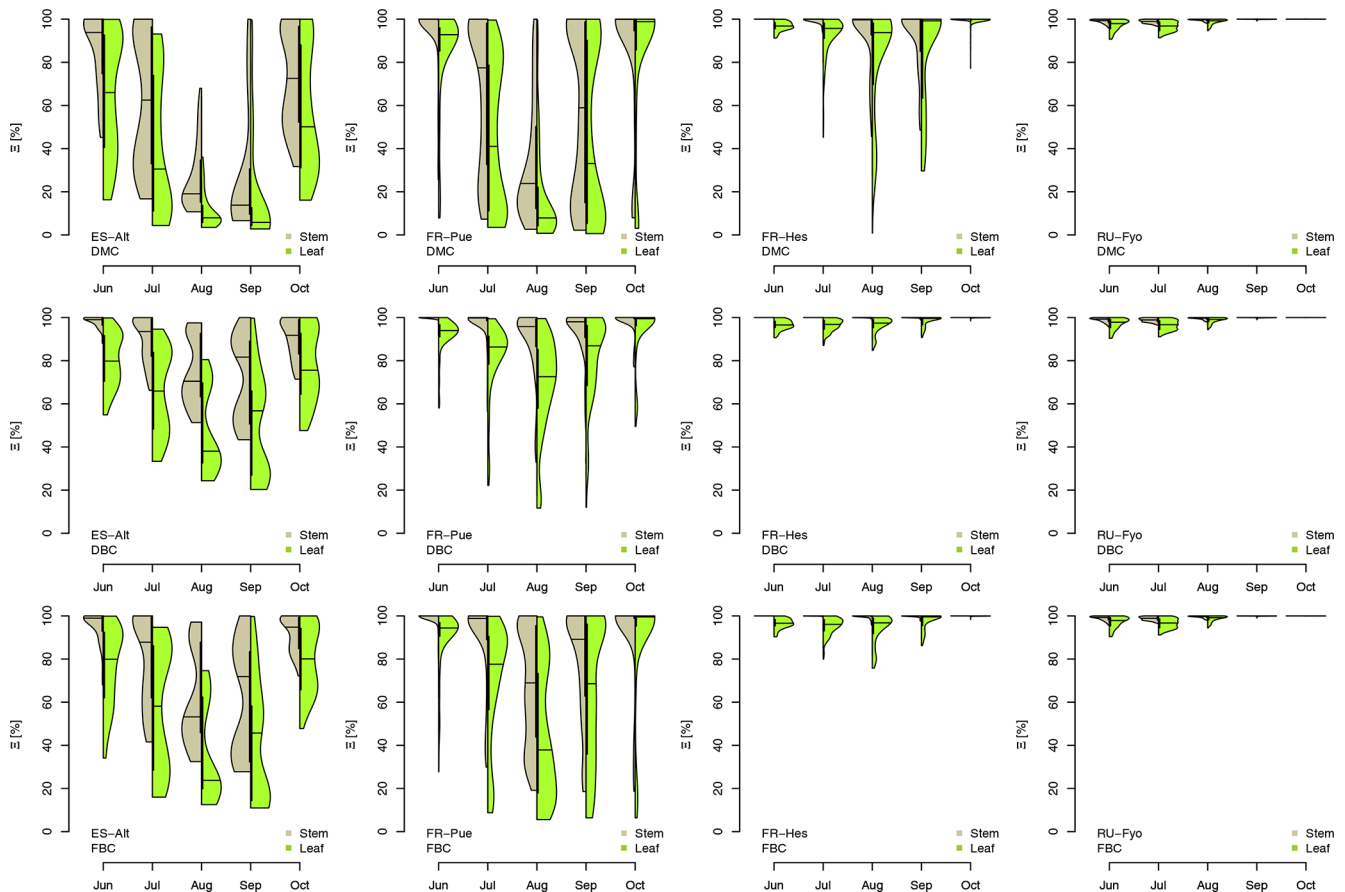 100 80 60 40 20 0
Ξ [%]
ES−Alt Stem
DMC Leaf
Jun Jul Aug Sep Oct
100 80 60 40 20 0
Ξ [%]
FR−Pue Stem
DMC Leaf
Jun Jul Aug Sep Oct
100 80 60 40 20 0
Ξ [%]
FR−Hes Stem
DMC Leaf
Jun Jul Aug Sep Oct
100 80 60 40 20 0
Ξ [%]
RU−Fyo Stem
DMC Leaf
Jun Jul Aug Sep Oct
100 80 60 40 20 0
Ξ [%]
ES−Alt Stem
DBC Leaf
Jun Jul Aug Sep Oct
100 80 60 40 20 0
Ξ [%]
FR−Pue Stem
DBC Leaf
Jun Jul Aug Sep Oct
100 80 60 40 20 0
Ξ [%]
FR−Hes Stem
DBC Leaf
Jun Jul Aug Sep Oct
100 80 60 40 20 0
Ξ [%]
RU−Fyo Stem
DBC Leaf
Jun Jul Aug Sep Oct
100 80 60 40 20 0
Ξ [%]
ES−Alt Stem
FBC Leaf
Jun Jul Aug Sep Oct
100 80 60 40 20 0
Ξ [%]
FR−Pue Stem
FBC Leaf
Jun Jul Aug Sep Oct
100 80 60 40 20 0
Ξ [%]
FR−Hes Stem
FBC Leaf
Jun Jul Aug Sep Oct
100 80 60 40 20 0
Ξ [%]
RU−Fyo Stem
FBC Leaf
Jun Jul Aug Sep Oct